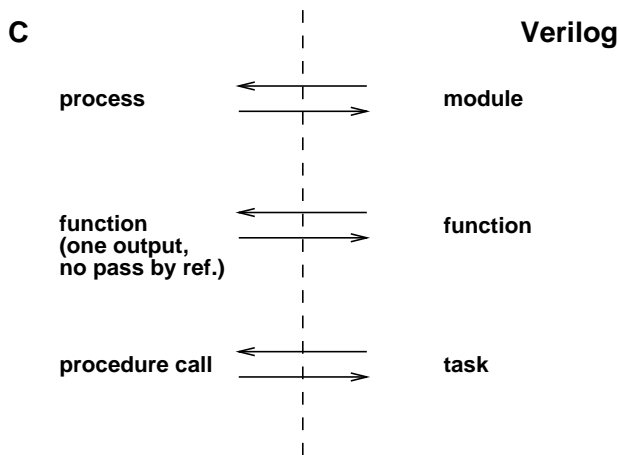 C
Verilog
process
module
function
(one output,
no pass by ref.)
function
procedure call
task